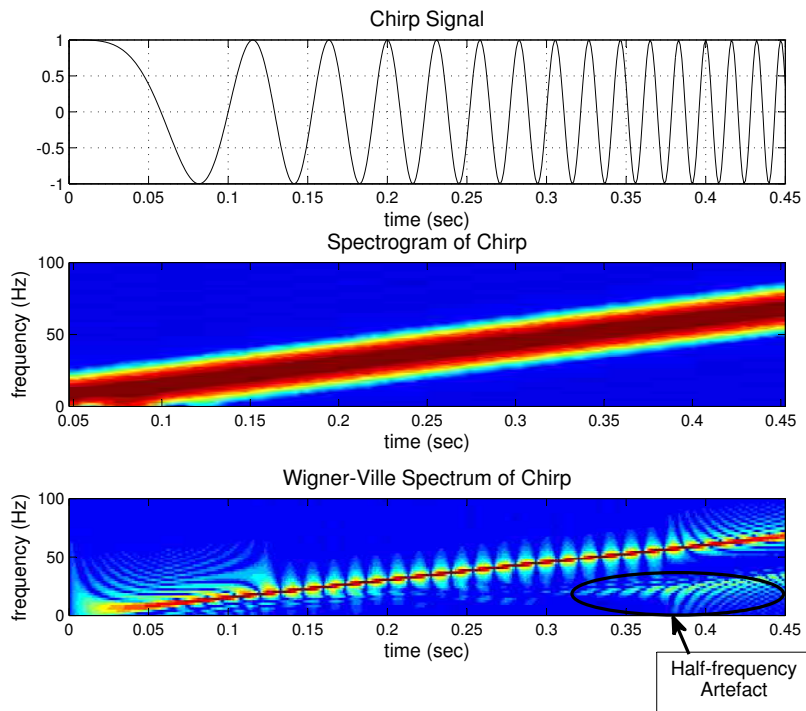 Chirp Signal
1
0.5
0
-0.5
-1
0 0.05 0.1 0.15 0.2 0.25 0.3 0.35 0.4 0.45
time (sec)
Spectrogram of Chirp
frequency (Hz)
100
50
0
0.05 0.1 0.15 0.2 0.25 0.3 0.35 0.4 0.45
time (sec)
Wigner-Ville Spectrum of Chirp
frequency (Hz)
100
50
0
0 0.05 0.1 0.15 0.2 0.25 0.3 0.35 0.4 0.45
time (sec)
Half-frequency
Artefact